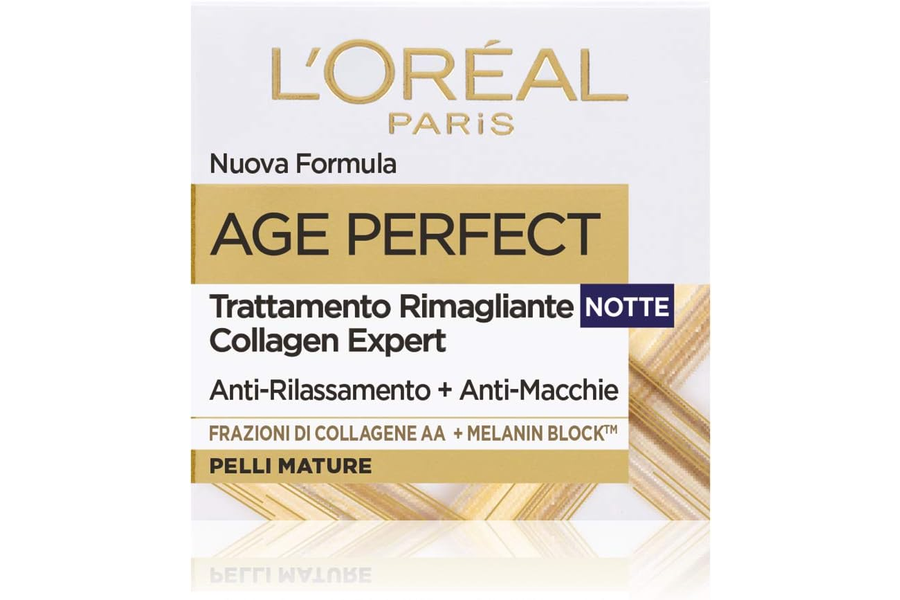 L'ORÉAL
PARiS
Nuova Formula
AGE PERFECT
Trattamento Rimagliante NOTTE
Collagen Expert
Anti-Rilassamento + Anti-Macchie
FRAZIONI DI COLLAGENE AA + MELANIN BLOCK™
PELLI MATURE